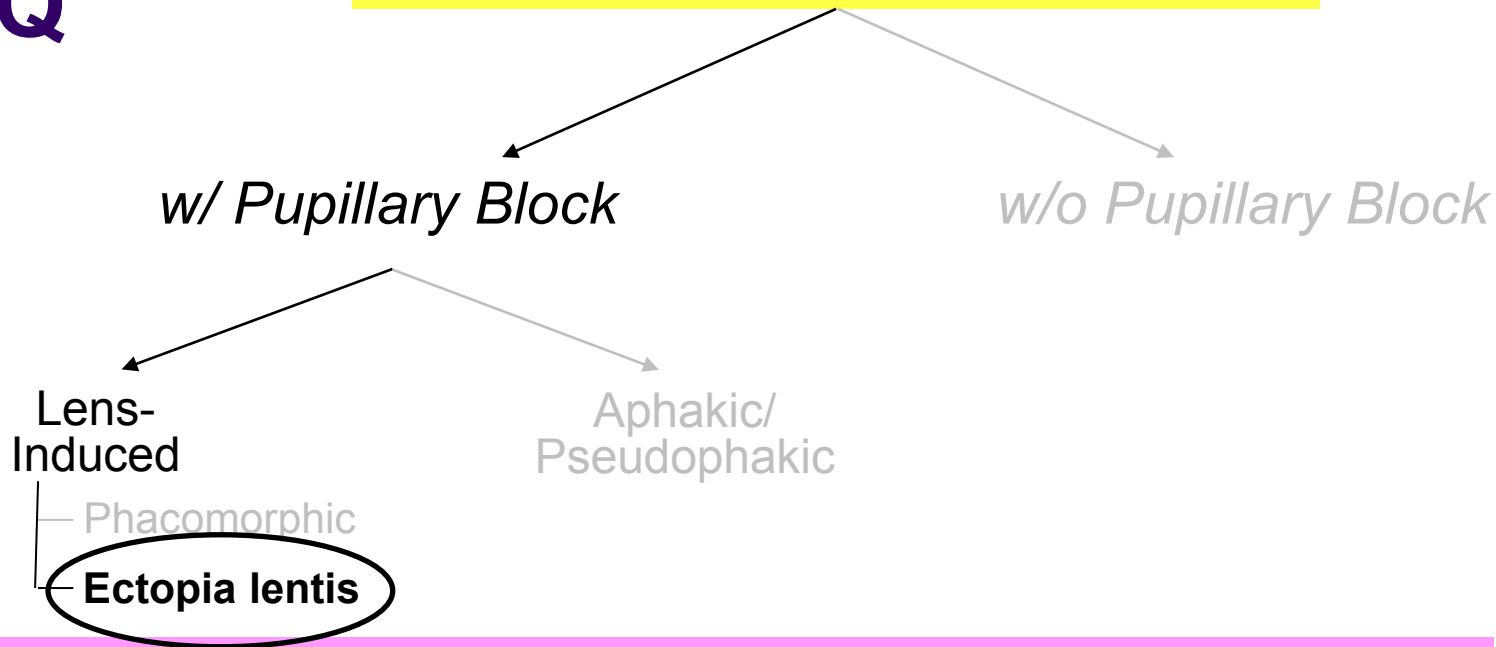 Q
w/ Pupillary Block
w/o Pupillary Block
Lens-
Induced
Aphakic/
Pseudophakic
Phacomorphic
Ectopia lentis